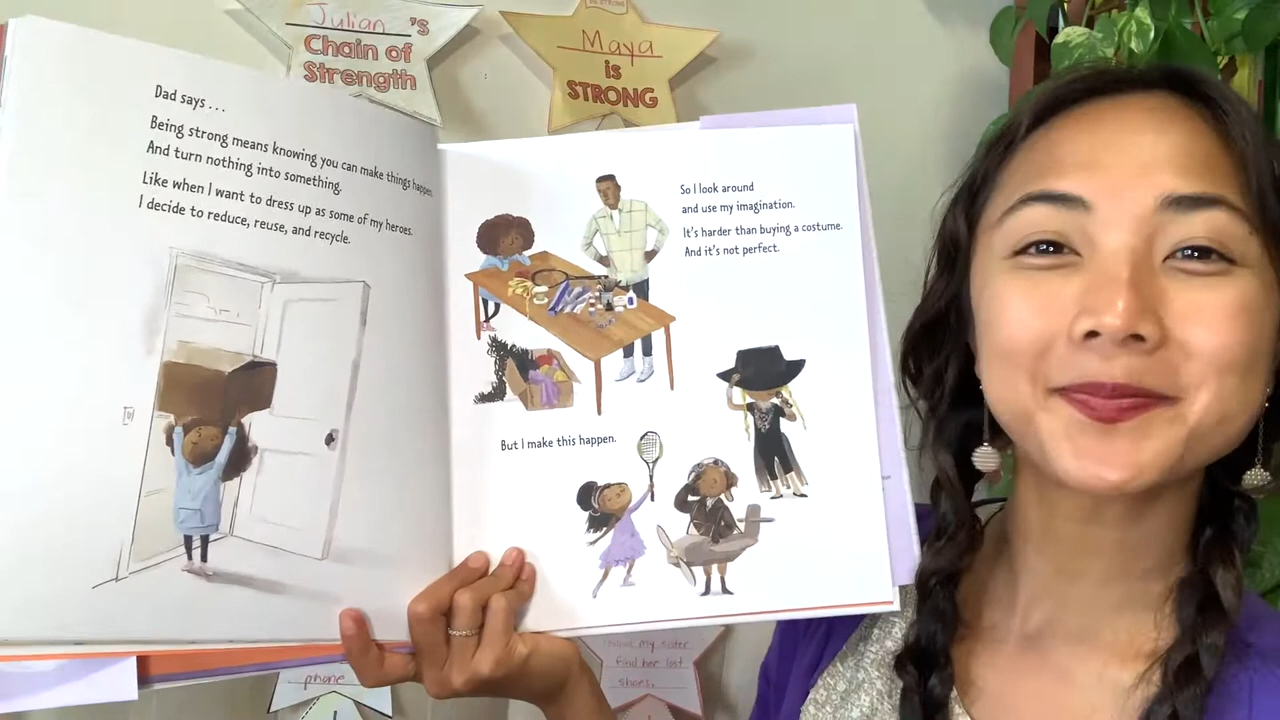 Julian's
Chain of
Strength
Maya
is
STRONG
Dad says . . .
Being strong means knowing you can make things happen.
And turn nothing into something.
Like when I want to dress up as some of my heroes.
I decide to reduce, reuse, and recycle.
So I look around
and use my imagination.
It's harder than buying a costume.
And it's not perfect.
But I make this happen.
phone
my sister
find her lost
shoes.